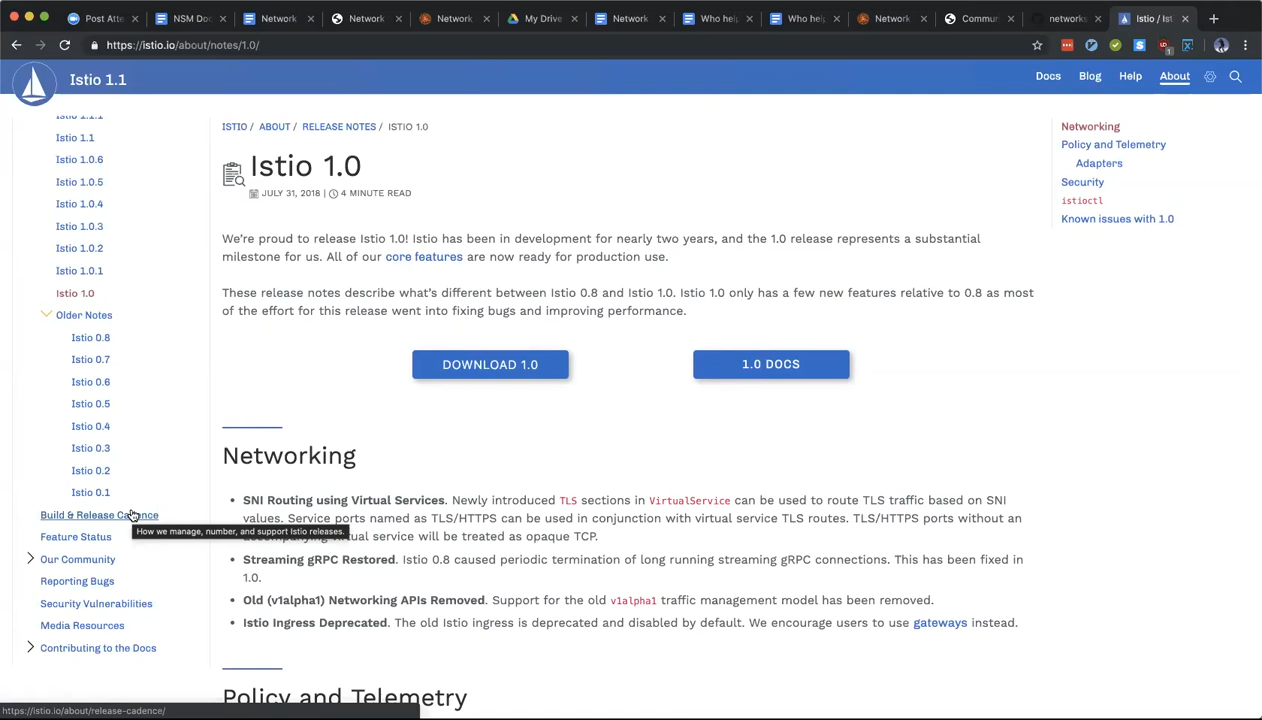 Post Atte
NSM Doc
Network
Network
Network
My Drive
Network
Who help
Who help
Network
Commun
networks
Istio / Ist
https://istio.io/about/notes/1.0/
Istio 1.1
Docs
Blog
Help
About
Istio 1.1.1
Istio 1.1
Istio 1.0.6
Istio 1.0.5
Istio 1.0.4
Istio 1.0.3
Istio 1.0.2
Istio 1.0.1
Istio 1.0
Older Notes
Istio 0.8
Istio 0.7
Istio 0.6
Istio 0.5
Istio 0.4
Istio 0.3
Istio 0.2
Istio 0.1
Build & Release Cadence
How we manage, number, and support Istio releases.
Feature Status
Our Community
Reporting Bugs
Security Vulnerabilities
Media Resources
Contributing to the Docs
ISTIO / ABOUT / RELEASE NOTES / ISTIO 1.0
Istio 1.0
JULY 31, 2018 | 4 MINUTE READ
We're proud to release Istio 1.0! Istio has been in development for nearly two years, and the 1.0 release represents a substantial
milestone for us. All of our core features are now ready for production use.
These release notes describe what's different between Istio 0.8 and Istio 1.0. Istio 1.0 only has a few new features relative to 0.8 as most
of the effort for this release went into fixing bugs and improving performance.
DOWNLOAD 1.0
1.0 DOCS
Networking
• SNI Routing using Virtual Services. Newly introduced TLS sections in VirtualService can be used to route TLS traffic based on SNI
values. Service ports named as TLS/HTTPS can be used in conjunction with virtual service TLS routes. TLS/HTTPS ports without an
virtual service will be treated as opaque TCP.
• Streaming gRPC Restored. Istio 0.8 caused periodic termination of long running streaming gRPC connections. This has been fixed in
1.0.
• Old (v1alpha1) Networking APIs Removed. Support for the old v1alpha1 traffic management model has been removed.
• Istio Ingress Deprecated. The old Istio ingress is deprecated and disabled by default. We encourage users to use gateways instead.
Policy and Telemetry
Networking
Policy and Telemetry
Adapters
Security
istioctl
Known issues with 1.0
https://istio.io/about/release-cadence/